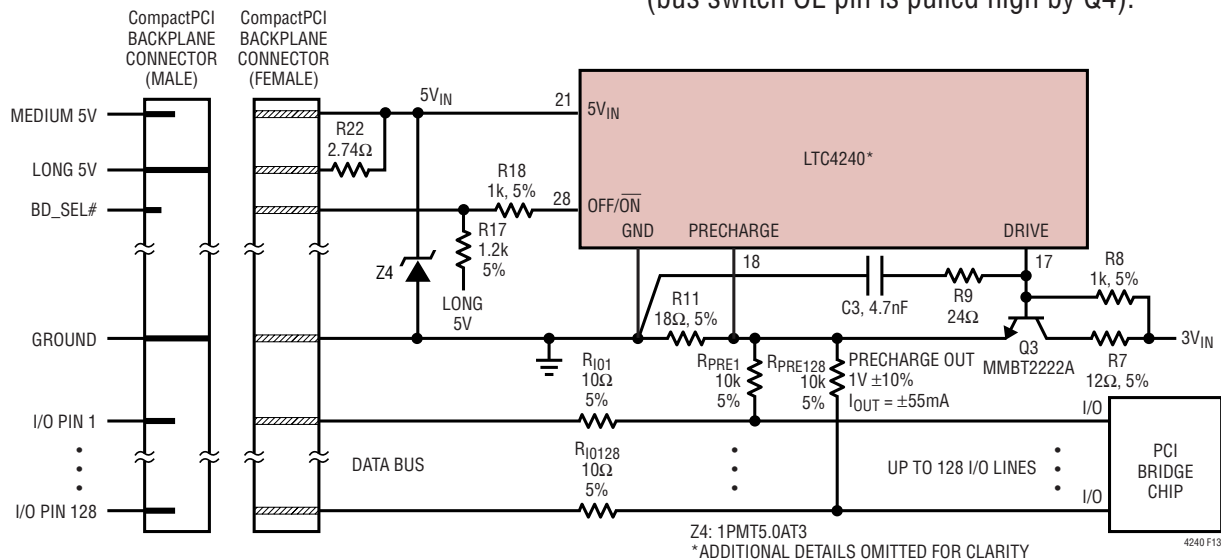 (bus switch OE pin is pulled high by Q4).
CompactPCI
BACKPLANE
CONNECTOR
(MALE)
CompactPCI
BACKPLANE
CONNECTOR
(FEMALE)
MEDIUM 5V
LONG 5V
BD_SEL#
GROUND
I/O PIN 1
I/O PIN 128
5VIN
R22
2.74Ω
R18
1k, 5%
R17
1.2k
5%
LONG
5V
Z4
21
5VIN
28
OFF/ON
LTC4240*
GND
PRECHARGE
DRIVE
18
17
C3, 4.7nF
R9
24Ω
R8
1k, 5%
R11
18Ω, 5%
Q3
MMBT2222A
R7
12Ω, 5%
3VIN
RPRE1
10k
5%
RPRE128
10k
5%
PRECHARGE OUT
1V ±10%
IOUT = ±55mA
RI01
10Ω
5%
RI0128
10Ω
5%
DATA BUS
UP TO 128 I/O LINES
I/O
I/O
PCI
BRIDGE
CHIP
Z4: 1PMT5.0AT3
*ADDITIONAL DETAILS OMITTED FOR CLARITY
4240 F13